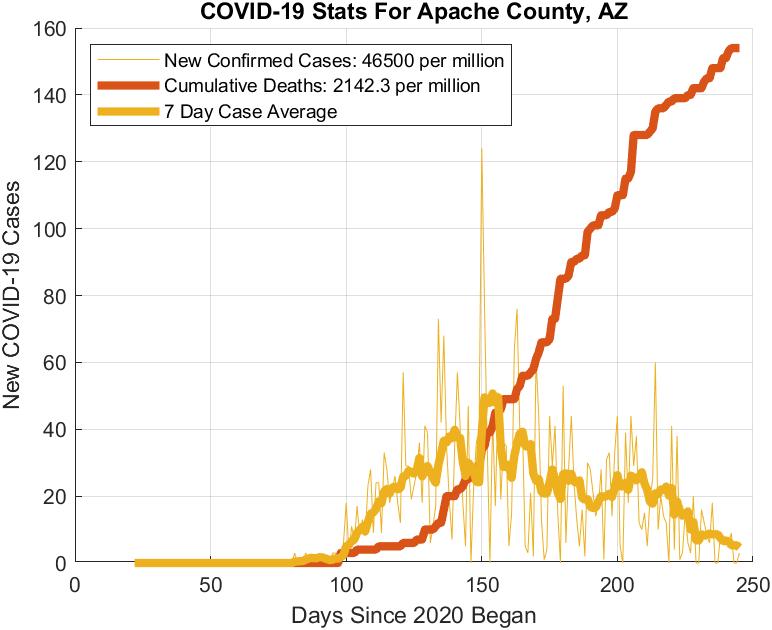 COVID-19 Stats For Apache County, AZ
New Confirmed Cases: 46500 per million
Cumulative Deaths: 2142.3 per million
7 Day Case Average
160
140
120
100
80
60
40
20
0
New COVID-19 Cases
0 50 100 150 200 250
Days Since 2020 Began